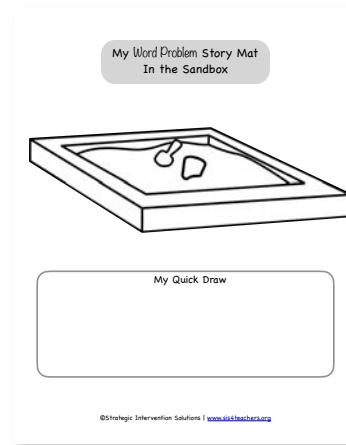 My Word Problem Story Mat
In the Sandbox
My Quick Draw
©Strategic Intervention Solutions | www.sis4teachers.org